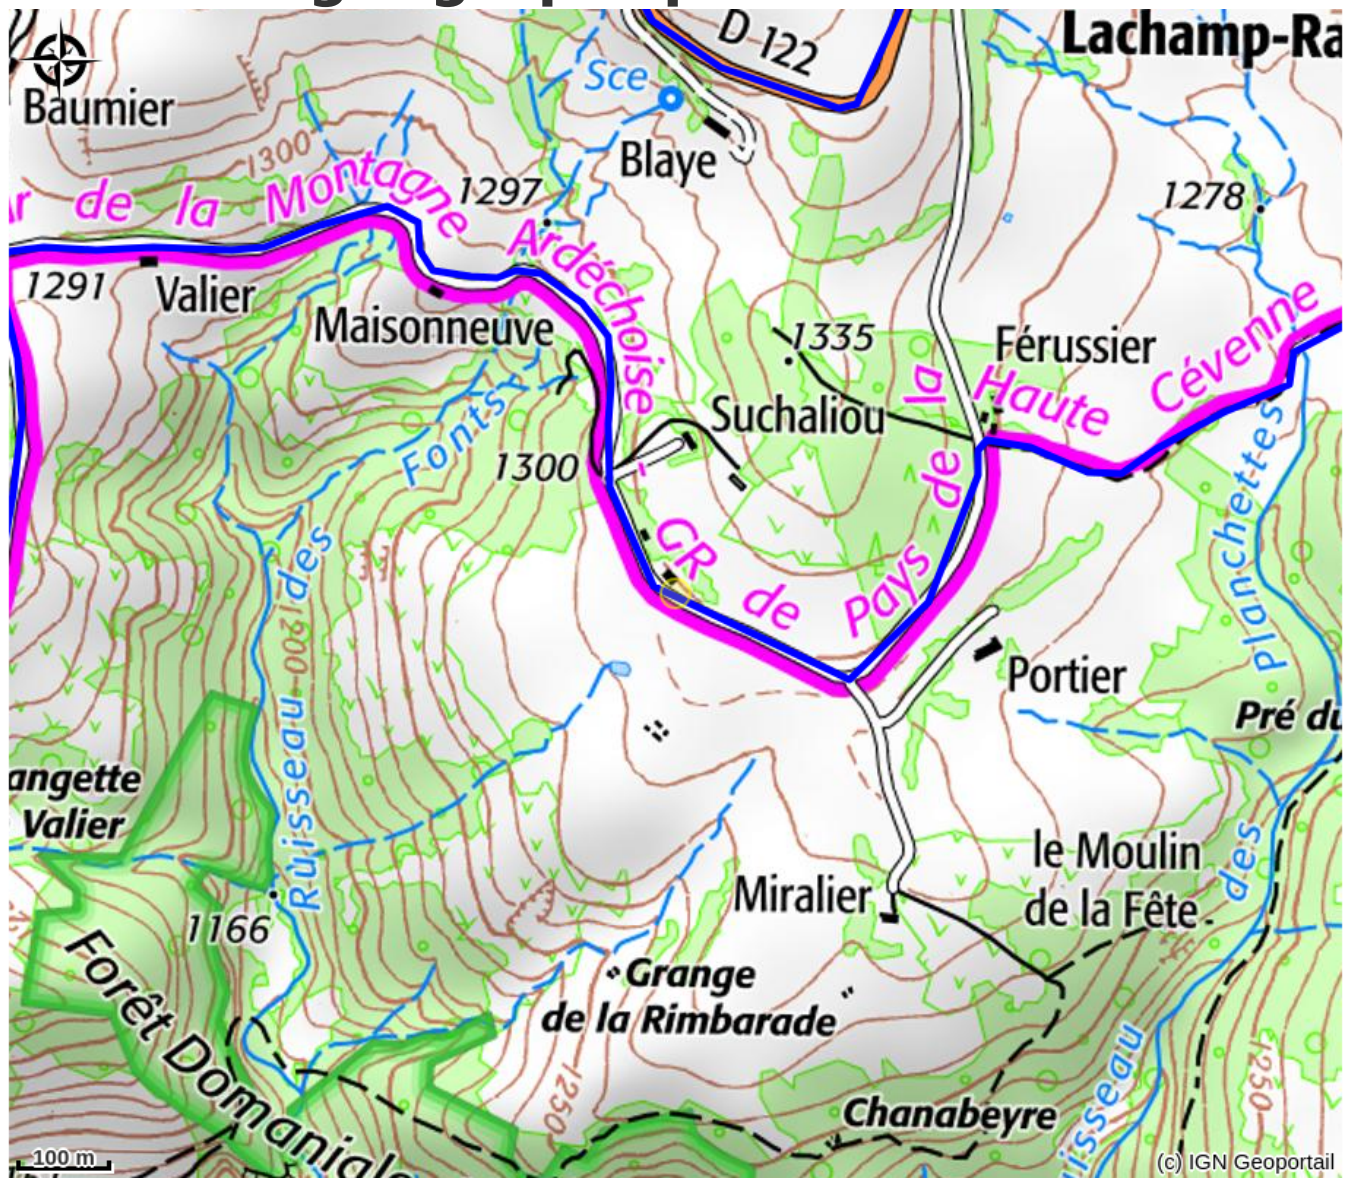 D 122
Lachamp-Ra
Sce
Baumier
1300
Blaye
1297
1278
r de la Montagne Ardéchoise - GR de Pays de la Haute Cévenne
1291
Valier
Maisonneuve
1335
Férussier
Suchaliou
1300
Ruisseau des Fonts
1200
Portier
Planchettes
Pré du
angette
Valier
le Moulin
de la Fête
Miralier
des
1166
Grange
de la Rimbarade
Forêt Domaniale
1250
Chanabeyre
isseau
1250
100 m
(c) IGN Geoportail